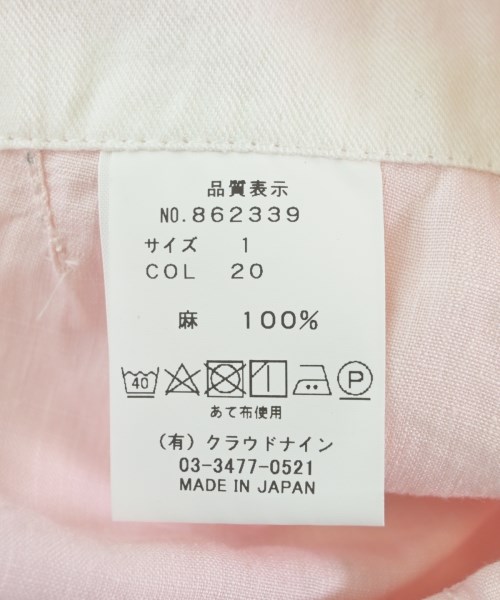 品質表示
NO.862339
サイズ 1
COL 20
麻 100%
40 P
あて布使用
(有) クラウドナイン
03-3477-0521
MADE IN JAPAN